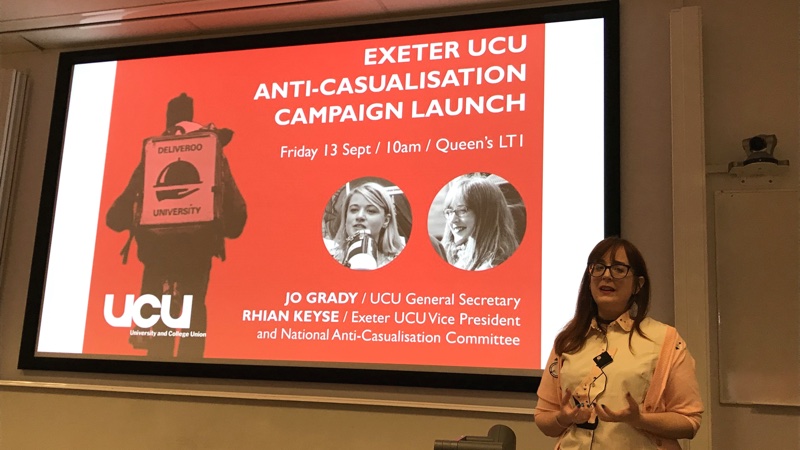 EXETER UCU
ANTI-CASUALISATION
CAMPAIGN LAUNCH
Friday 13 Sept / 10am / Queen's LT1
DELIVEROO
UNIVERSITY
JO GRADY / UCU General Secretary
RHIAN KEYSE / Exeter UCU Vice President
and National Anti-Casualisation Committee
UCU
University and College Union